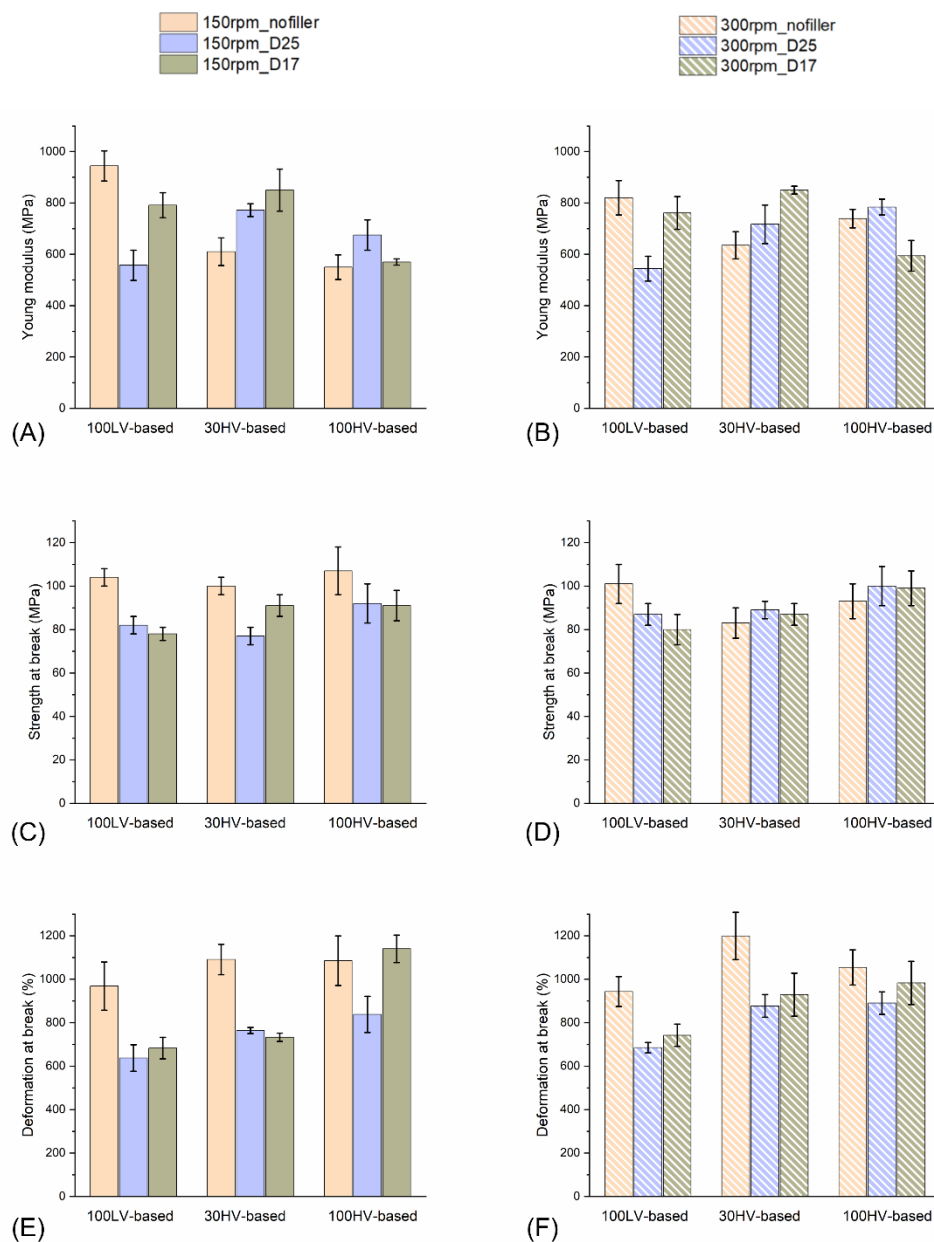 150rpm_nofiller
150rpm_D25
150rpm_D17
300rpm_nofiller
300rpm_D25
300rpm_D17
Young modulus (MPa)
1000
800
600
400
200
0
100LV-based 30HV-based 100HV-based
(A)
Young modulus (MPa)
1000
800
600
400
200
0
100LV-based 30HV-based 100HV-based
(B)
Strength at break (MPa)
120
100
80
60
40
20
0
100LV-based 30HV-based 100HV-based
(C)
Strength at break (MPa)
120
100
80
60
40
20
0
100LV-based 30HV-based 100HV-based
(D)
Deformation at break (%)
1200
1000
800
600
400
200
0
100LV-based 30HV-based 100HV-based
(E)
Deformation at break (%)
1200
1000
800
600
400
200
0
100LV-based 30HV-based 100HV-based
(F)